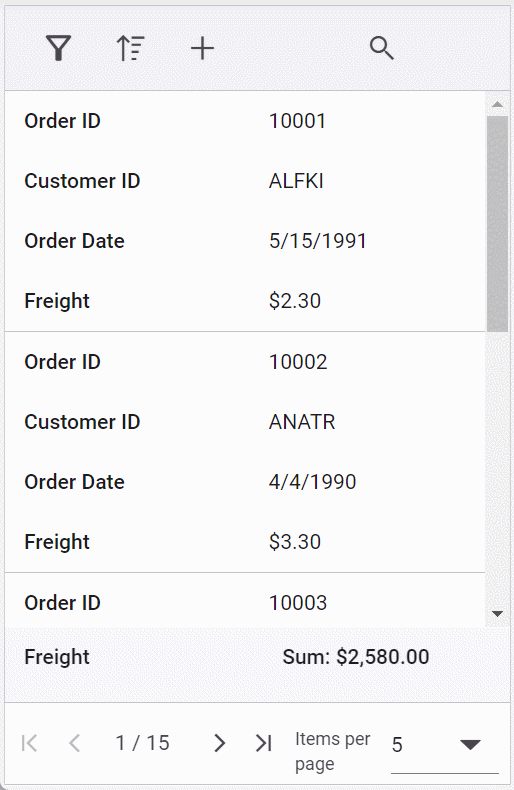 Order ID 10001
Customer ID ALFKI
Order Date 5/15/1991
Freight $2.30
Order ID 10002
Customer ID ANATR
Order Date 4/4/1990
Freight $3.30
Order ID 10003
Freight Sum: $2,580.00
1 / 15 Items per page 5